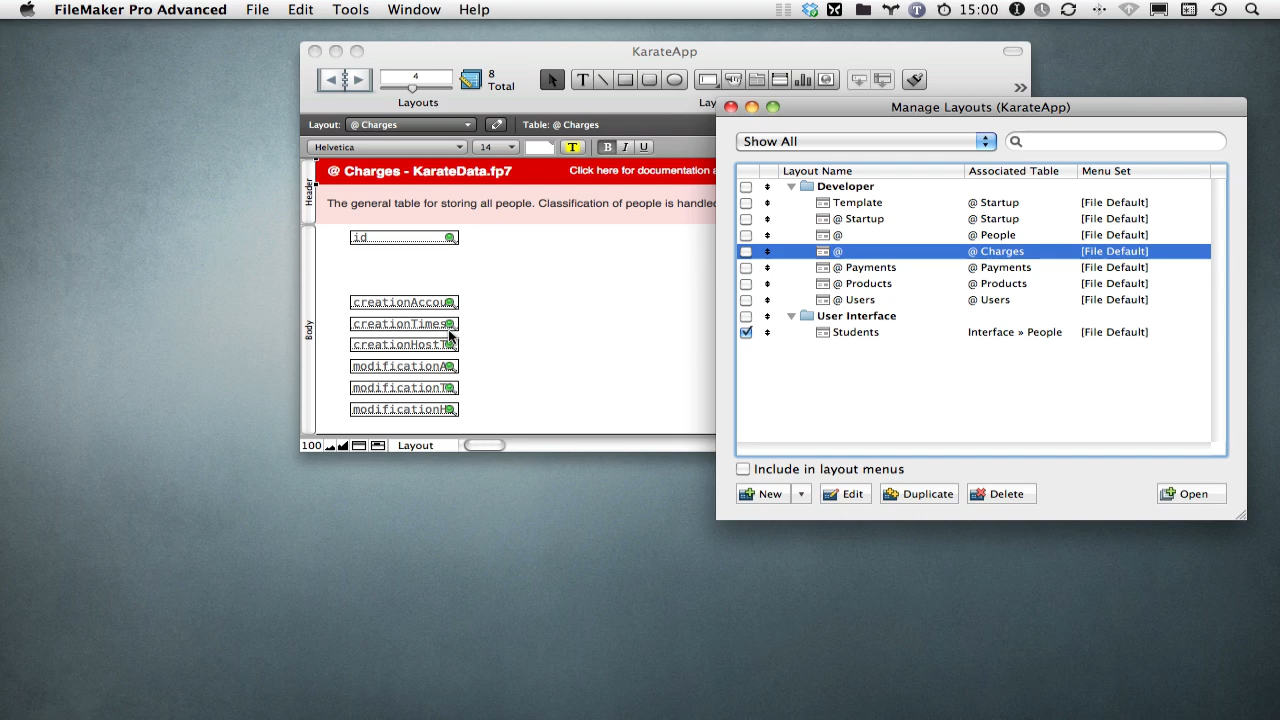 FileMaker Pro Advanced File Edit Tools Window Help 15:00
KarateApp
4 8 Total
Layouts
Layout: @ Charges Table: @ Charges
Helvetica 14 T B I U
Header
@ Charges - KarateData.fp7 Click here for documentation a
The general table for storing all people. Classification of people is handled
Body
id
creationAccou
creationTimes
creationHostT
modificationA
modificationT
modificationH
100 Layout
Manage Layouts (KarateApp)
Show All
Layout Name Associated Table Menu Set
Developer
Template @ Startup [File Default]
@ Startup @ Startup [File Default]
@ @ People [File Default]
@ @ Charges [File Default]
@ Payments @ Payments [File Default]
@ Products @ Products [File Default]
@ Users @ Users [File Default]
User Interface
Students Interface » People [File Default]
Include in layout menus
New Edit Duplicate Delete Open